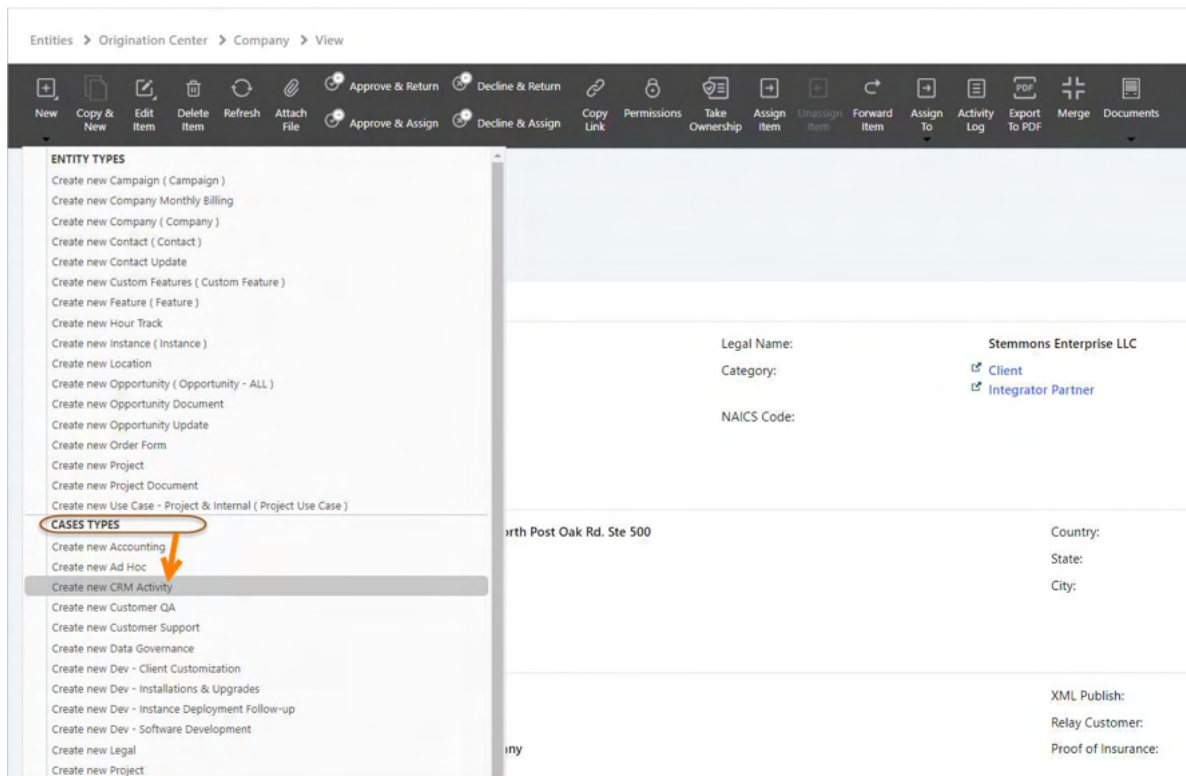 Entities > Origination Center > Company > View
New
Copy & New
Edit Item
Delete Item
Refresh
Attach File
Approve & Return
Approve & Assign
Decline & Return
Decline & Assign
Copy Link
Permissions
Take Ownership
Assign Item
Unassign Item
Forward Item
Assign To
Activity Log
PDF
Export To PDF
Merge
Documents
ENTITY TYPES
Create new Campaign ( Campaign )
Create new Company Monthly Billing
Create new Company ( Company )
Create new Contact ( Contact )
Create new Contact Update
Create new Custom Features ( Custom Feature )
Create new Feature ( Feature )
Create new Hour Track
Create new Instance ( Instance )
Create new Location
Create new Opportunity ( Opportunity - ALL )
Create new Opportunity Document
Create new Opportunity Update
Create new Order Form
Create new Project
Create new Project Document
Create new Use Case - Project & Internal ( Project Use Case )
CASES TYPES
Create new Accounting
Create new Ad Hoc
Create new CRM Activity
Create new Customer QA
Create new Customer Support
Create new Data Governance
Create new Dev - Client Customization
Create new Dev - Installations & Upgrades
Create new Dev - Instance Deployment Follow-up
Create new Dev - Software Development
Create new Legal
Create new Project
Legal Name: Stemmons Enterprise LLC
Category: Client
Integrator Partner
NAICS Code:
Post Oak Rd. Ste 500
Country:
State:
City:
XML Publish:
Relay Customer:
Proof of Insurance: